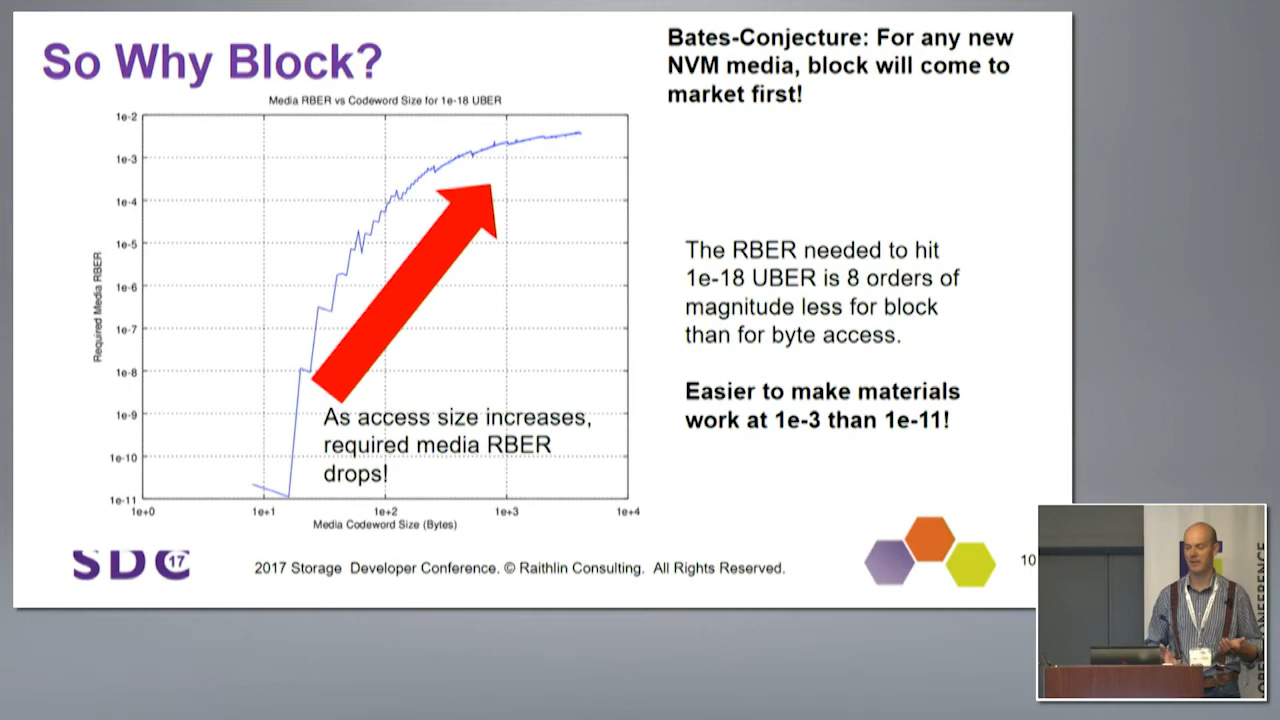 So Why Block?
Bates-Conjecture: For any new
NVM media, block will come to
market first!
Media RBER vs Codeword Size for 1e-18 UBER
1e-2
1e-3
1e-4
1e-5
1e-6
1e-7
1e-8
1e-9
1e-10
1e-11
Required Media RBER
1e+0
1e+1
1e+2
1e+3
1e+4
Media Codeword Size (Bytes)
As access size increases,
required media RBER
drops!
The RBER needed to hit
1e-18 UBER is 8 orders of
magnitude less for block
than for byte access.
Easier to make materials
work at 1e-3 than 1e-11!
SDC 17
2017 Storage Developer Conference. © Raithlin Consulting. All Rights Reserved.
10